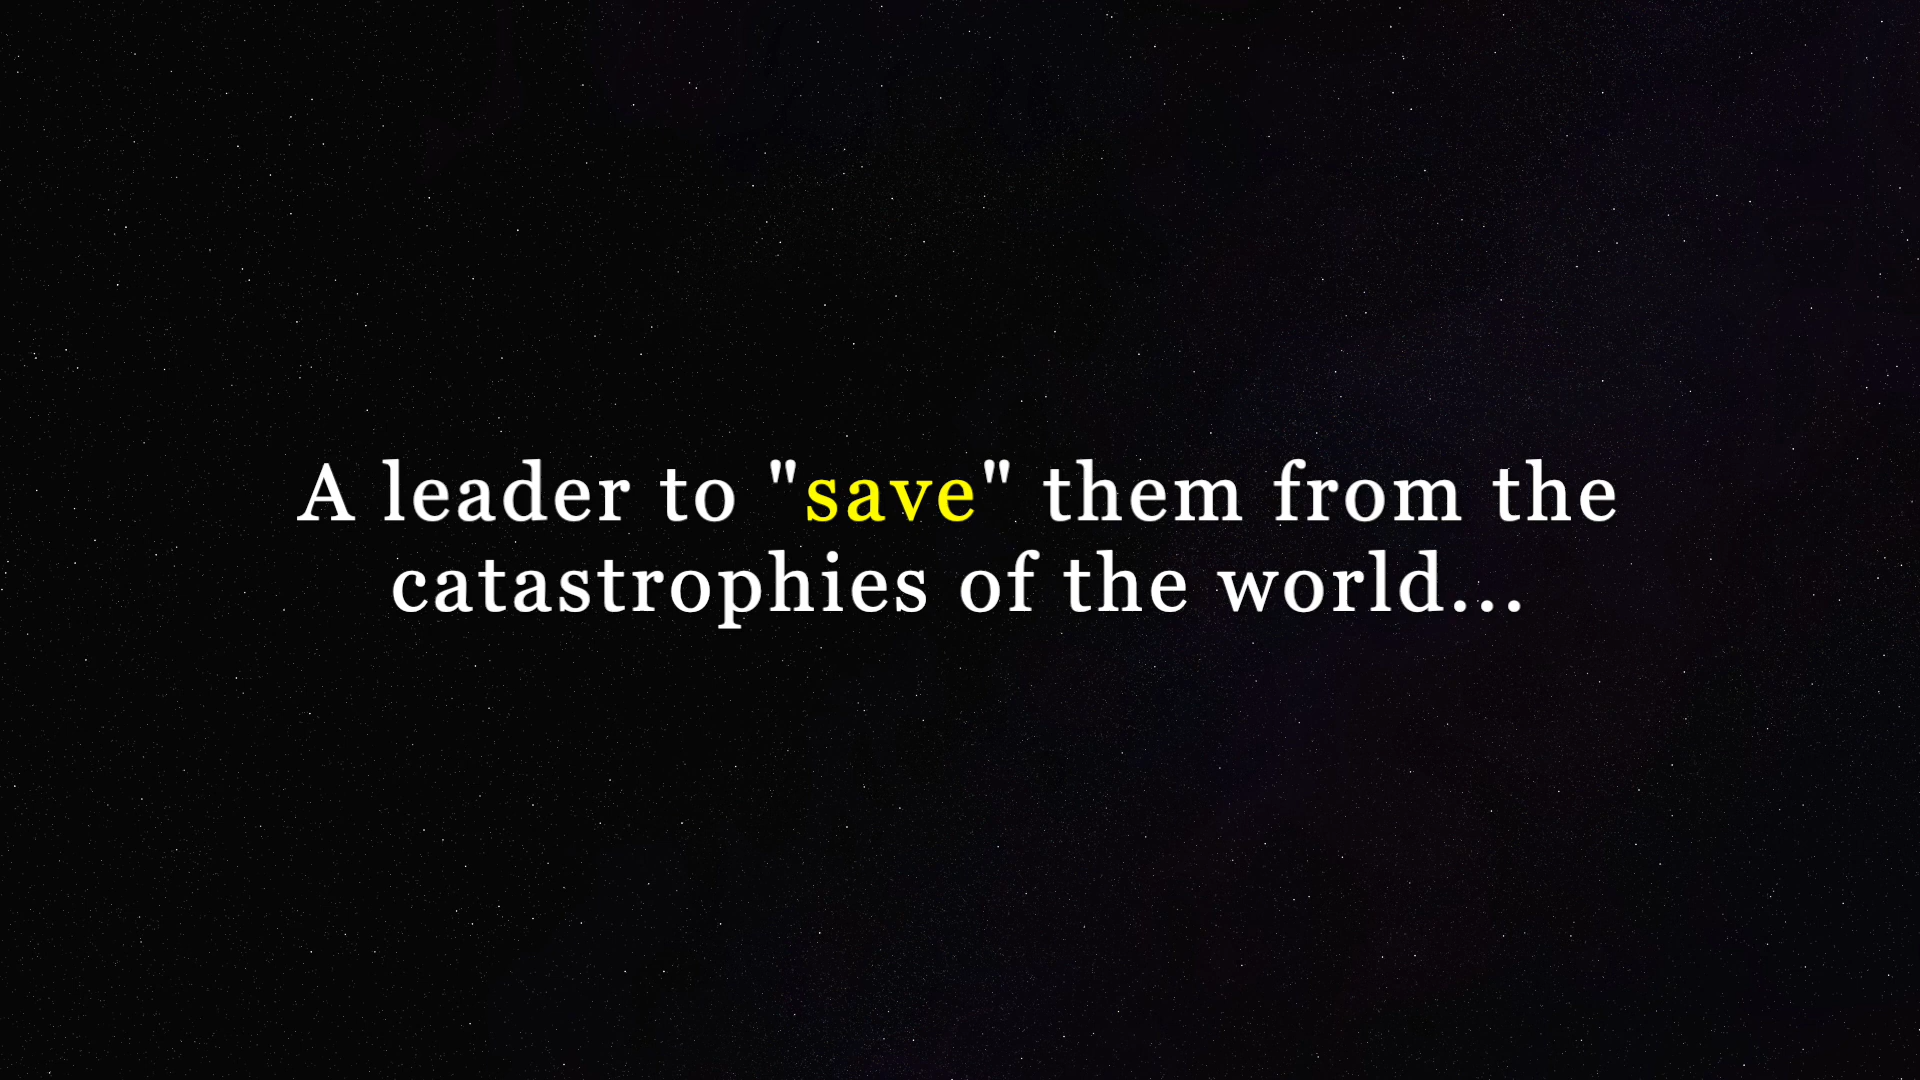 A leader to "save" them from the
catastrophies of the world...